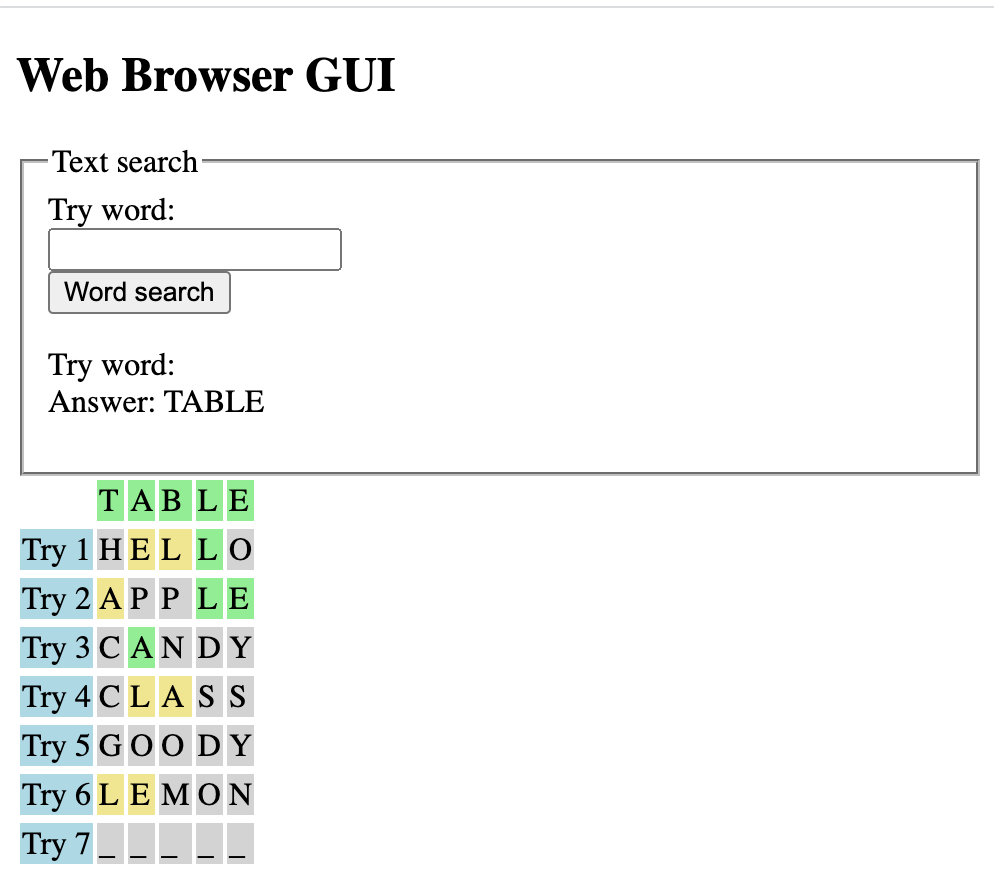 Web Browser GUI
Text search
Try word:
Word search
Try word:
Answer: TABLE
T A B L E
Try 1 H E L L O
Try 2 A P P L E
Try 3 C A N D Y
Try 4 C L A S S
Try 5 G O O D Y
Try 6 L E M O N
Try 7 _ _ _ _ _